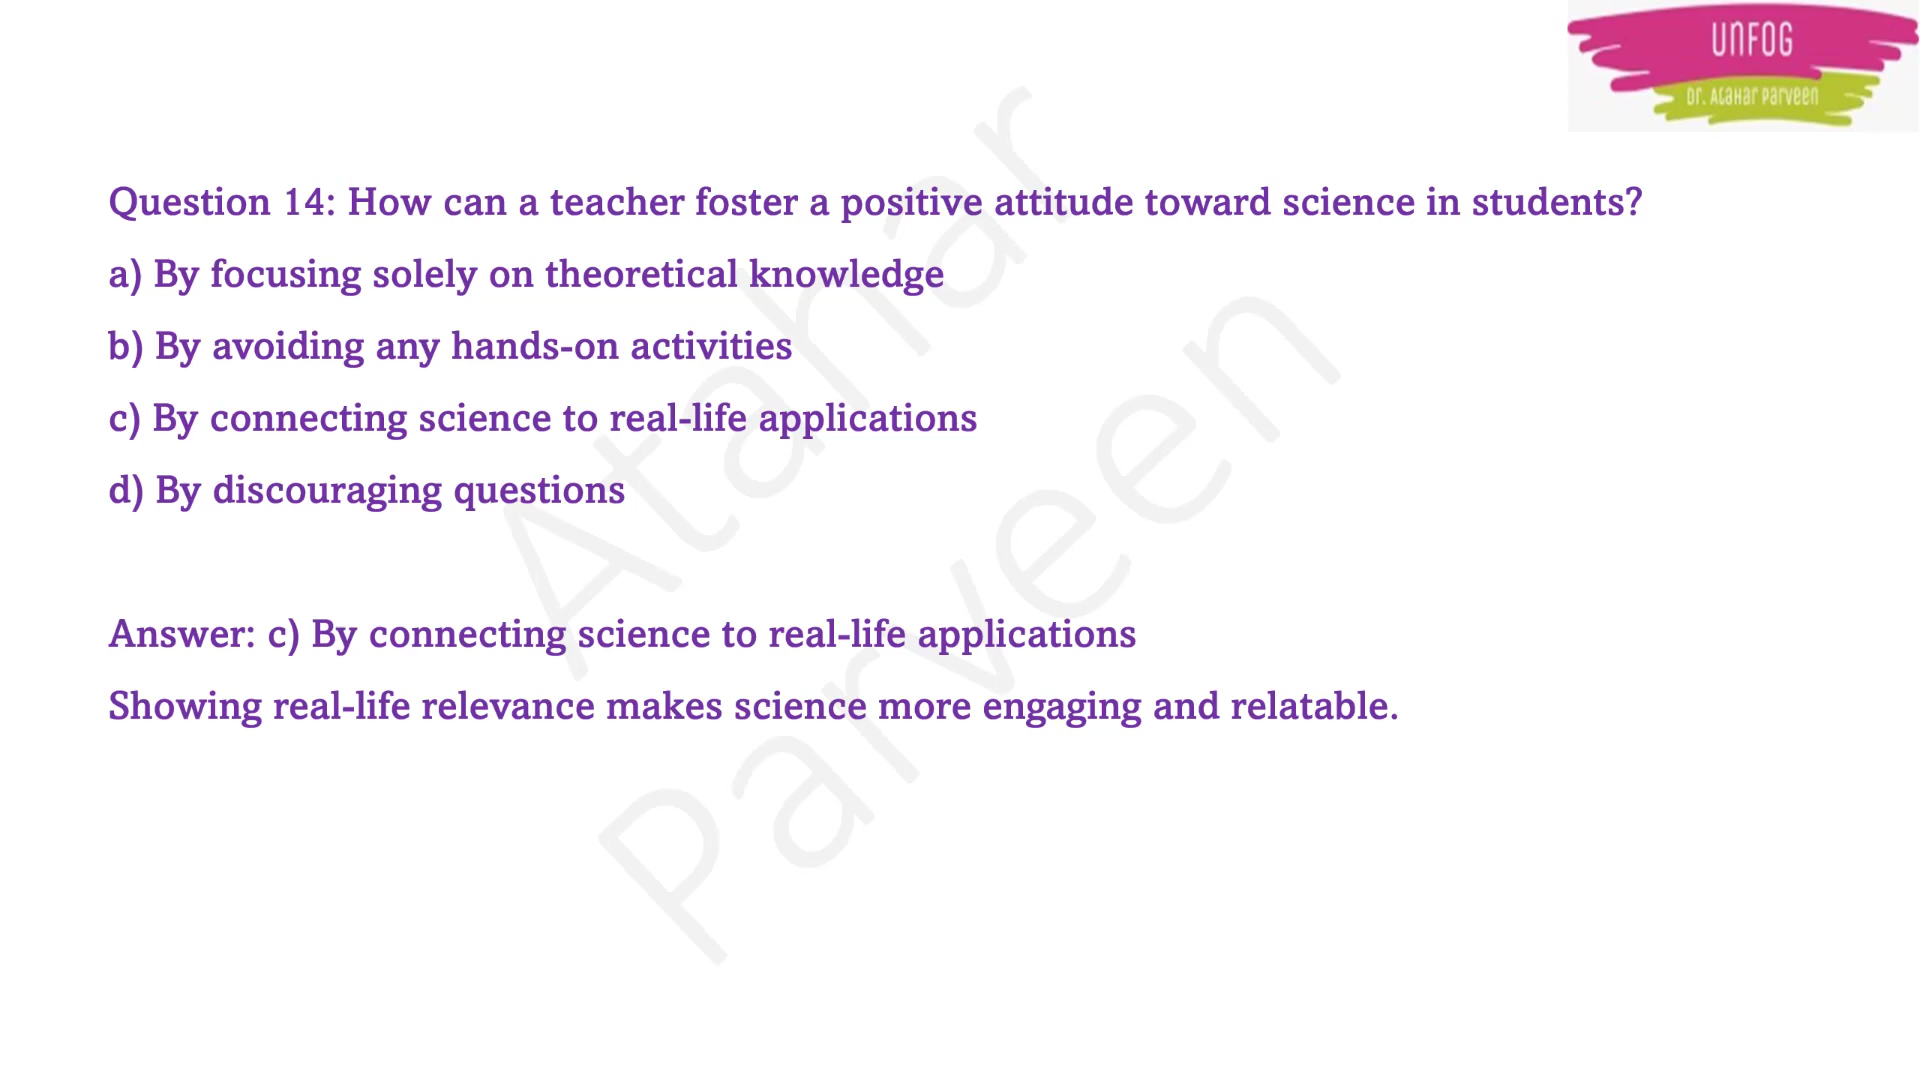 UNFOG
Dr. Atahar Parveen
Question 14: How can a teacher foster a positive attitude toward science in students?
a) By focusing solely on theoretical knowledge
b) By avoiding any hands-on activities
c) By connecting science to real-life applications
d) By discouraging questions
Answer: c) By connecting science to real-life applications
Showing real-life relevance makes science more engaging and relatable.
Atahar
Parveen